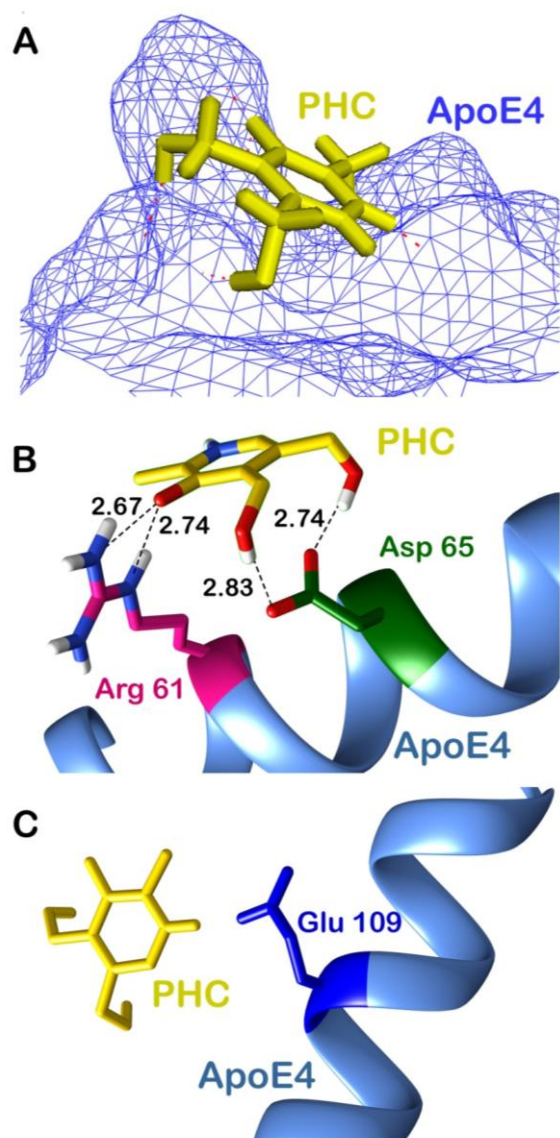 A
PHC
ApoE4
B
PHC
2.67
2.74
2.74
Asp 65
2.83
Arg 61
ApoE4
C
Glu 109
PHC
ApoE4